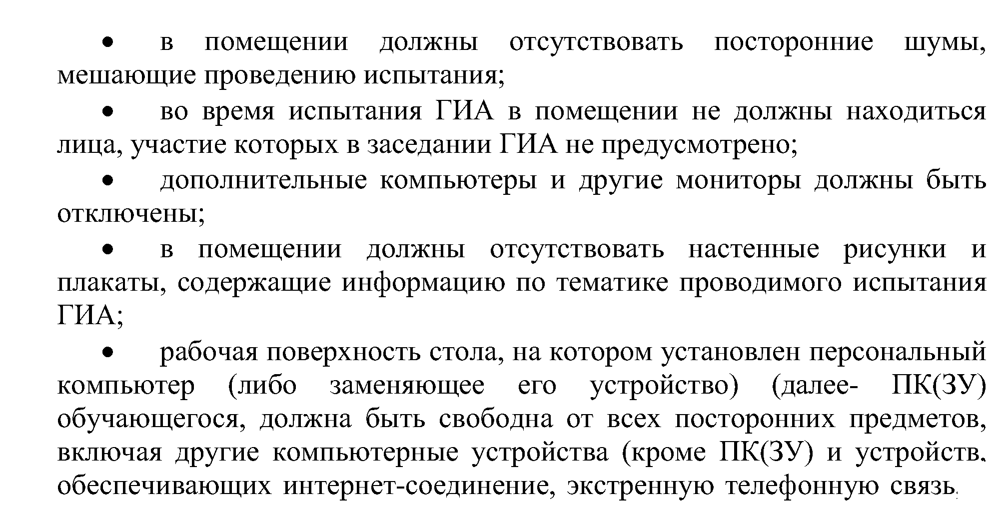 • в помещении должны отсутствовать посторонние шумы,
мешающие проведению испытания;
• во время испытания ГИА в помещении не должны находиться
лица, участие которых в заседании ГИА не предусмотрено;
• дополнительные компьютеры и другие мониторы должны быть
отключены;
• в помещении должны отсутствовать настенные рисунки и
плакаты, содержащие информацию по тематике проводимого испытания
ГИА;
• рабочая поверхность стола, на котором установлен персональный
компьютер (либо заменяющее его устройство) (далее- ПК(ЗУ)
обучающегося, должна быть свободна от всех посторонних предметов,
включая другие компьютерные устройства (кроме ПК(ЗУ) и устройств.
обеспечивающих интернет-соединение, экстренную телефонную связь.